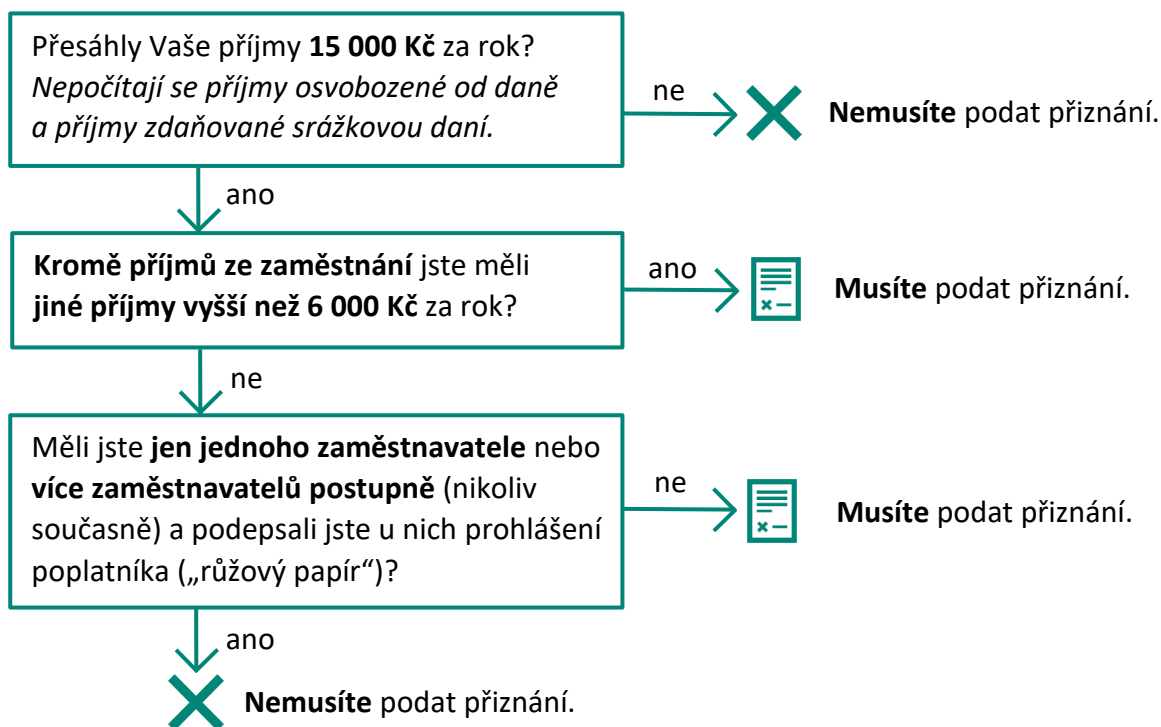 Přesáhly Vaše příjmy 15 000 Kč za rok?
Nepočítají se příjmy osvobozené od daně
a příjmy zdaňované srážkovou daní.
ne
Nemusíte podat přiznání.
ano
Kromě příjmů ze zaměstnání jste měli
jiné příjmy vyšší než 6 000 Kč za rok?
ano
Musíte podat přiznání.
ne
Měli jste jen jednoho zaměstnavatele nebo
více zaměstnavatelů postupně (nikoliv
současně) a podepsali jste u nich prohlášení
poplatníka („růžový papír“)?
ne
Musíte podat přiznání.
ano
Nemusíte podat přiznání.